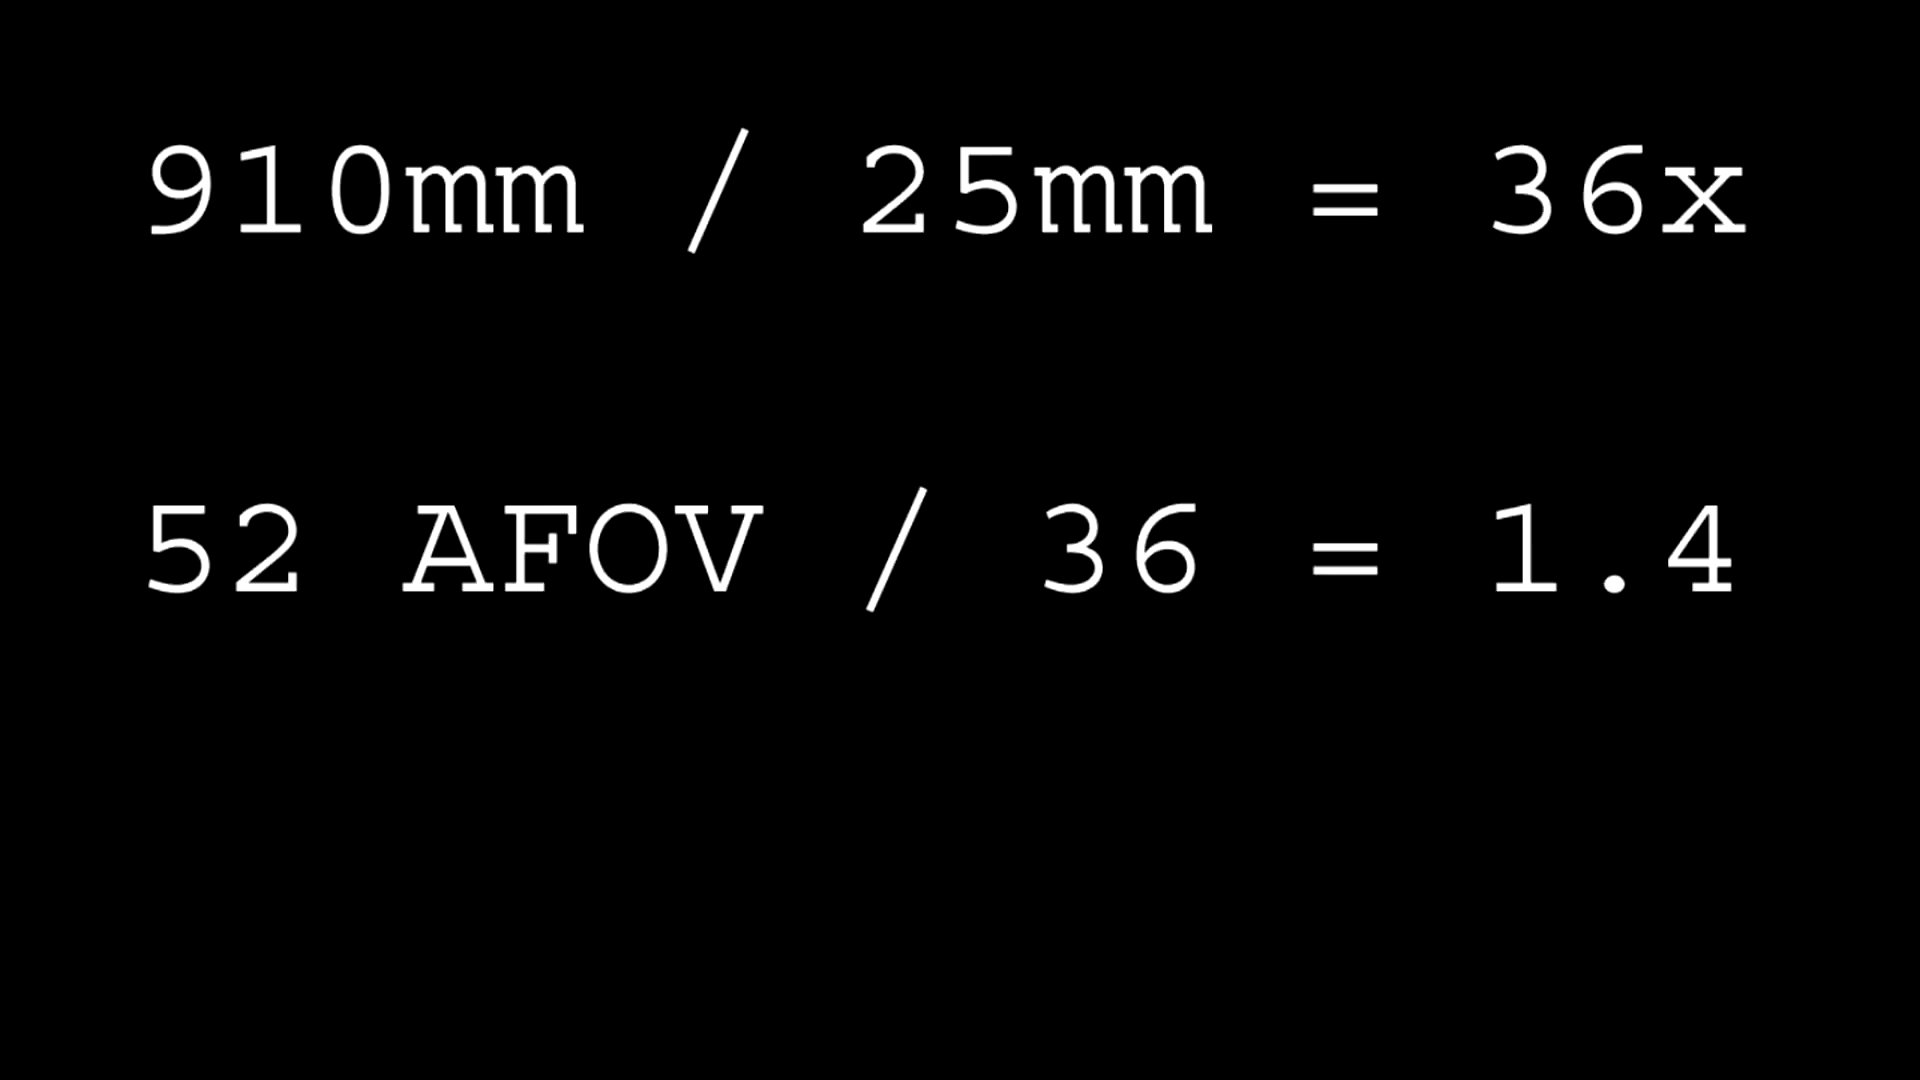 910mm / 25mm = 36x
52 AFOV / 36 = 1.4